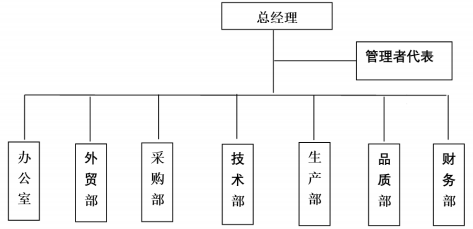 总经理
管理者代表
办公室
外贸部
采购部
技术部
生产部
品质部
财务部